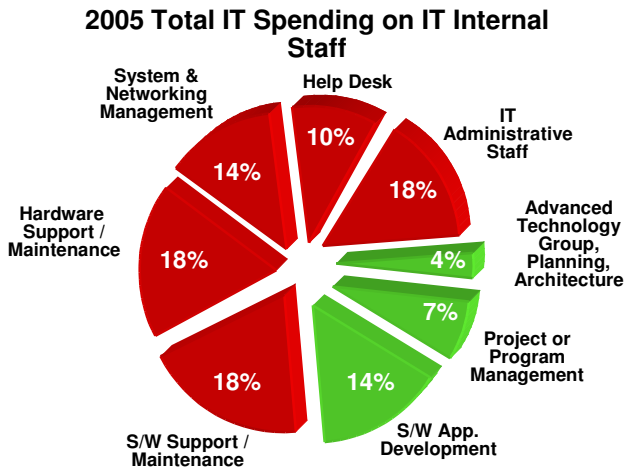 2005 Total IT Spending on IT Internal
Staff
System &
Networking
Management
Help Desk
IT
Administrative
Staff
10%
14%
18%
Hardware
Support /
Maintenance
18%
Advanced
Technology
Group,
Planning,
Architecture
4%
7%
Project or
Program
Management
18%
14%
S/W Support /
Maintenance
S/W App.
Development